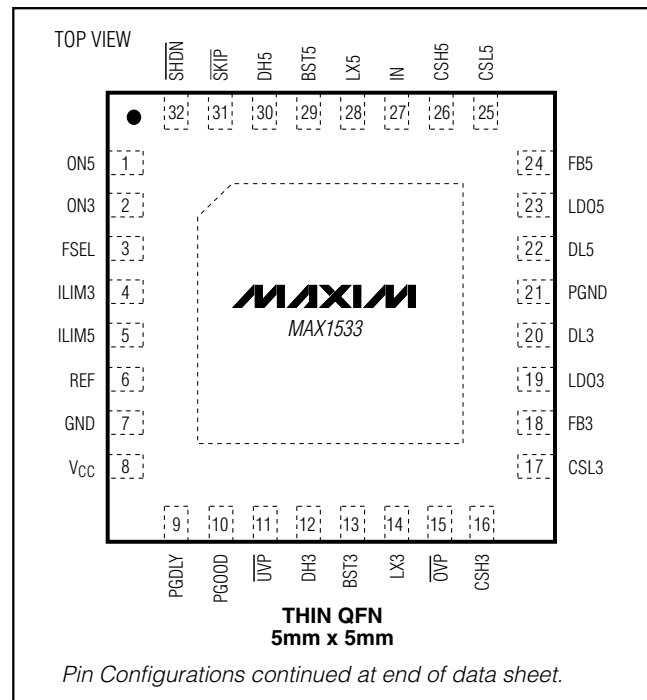 TOP VIEW
S̅H̅D̅N̅
S̅K̅I̅P̅
DH5
BST5
LX5
IN
CSH5
CSL5
32 31 30 29 28 27 26 25
ON5 1
ON3 2
FSEL 3
ILIM3 4
ILIM5 5
REF 6
GND 7
VCC 8
MAXIM
MAX1533
24 FB5
23 LDO5
22 DL5
21 PGND
20 DL3
19 LDO3
18 FB3
17 CSL3
9 10 11 12 13 14 15 16
PGDLY
PGOOD
U̅V̅P̅
DH3
BST3
LX3
O̅V̅P̅
CSH3
THIN QFN
5mm x 5mm
Pin Configurations continued at end of data sheet.